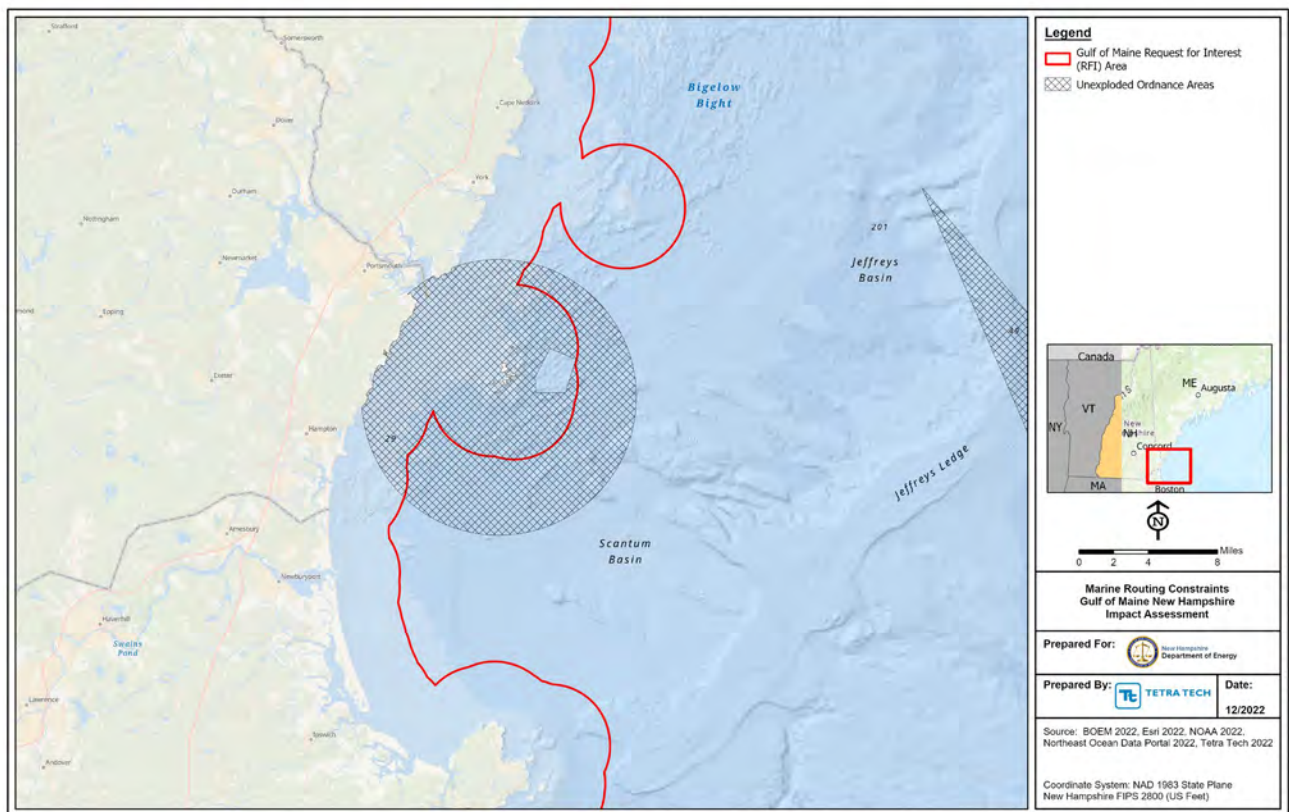 Strafford
Somersworth
Bigelow
Bight
Cape Neddick
Dover
York
Durham
Nottingham
201
Newmarket
Portsmouth
Jeffreys
Basin
Epping
49
Exeter
Hampton
29
Jeffreys Ledge
Scantum
Basin
Amesbury
Newburyport
Haverhill
Swains
Pond
Lawrence
Ipswich
Andover
Legend
Gulf of Maine Request for Interest
(RFI) Area
Unexploded Ordnance Areas
Canada
ME
Augusta
VT
NY
New
NH
Concord
MA
Boston
N
0 2 4 8 Miles
Marine Routing Constraints
Gulf of Maine New Hampshire
Impact Assessment
Prepared For:
New Hampshire
Department of Energy
Prepared By:
Tt TETRA TECH
Date:
12/2022
Source: BOEM 2022, Esri 2022, NOAA 2022,
Northeast Ocean Data Portal 2022, Tetra Tech 2022
Coordinate System: NAD 1983 State Plane
New Hampshire FIPS 2800 (US Feet)